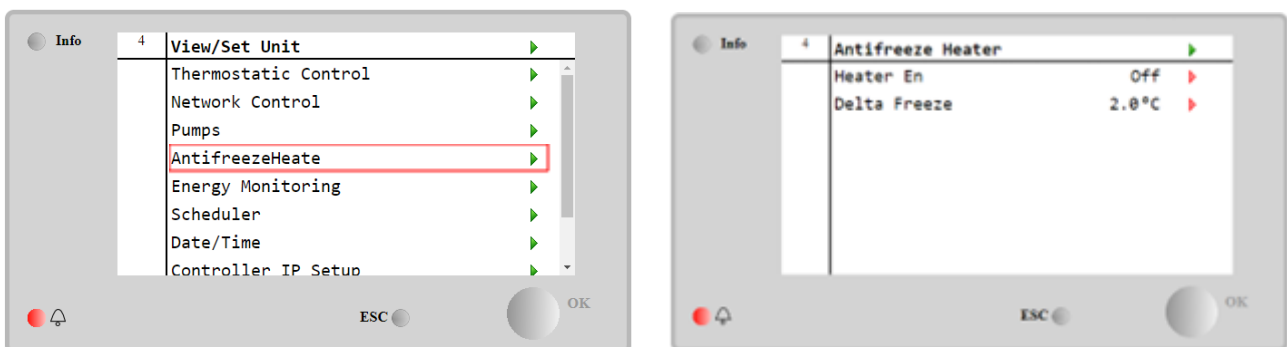 Info
4 View/Set Unit
Thermostatic Control
Network Control
Pumps
AntifreezeHeate
Energy Monitoring
Scheduler
Date/Time
Controller IP Setup
ESC
OK
Info
4 Antifreeze Heater
Heater En Off
Delta Freeze 2.0°C
ESC
OK